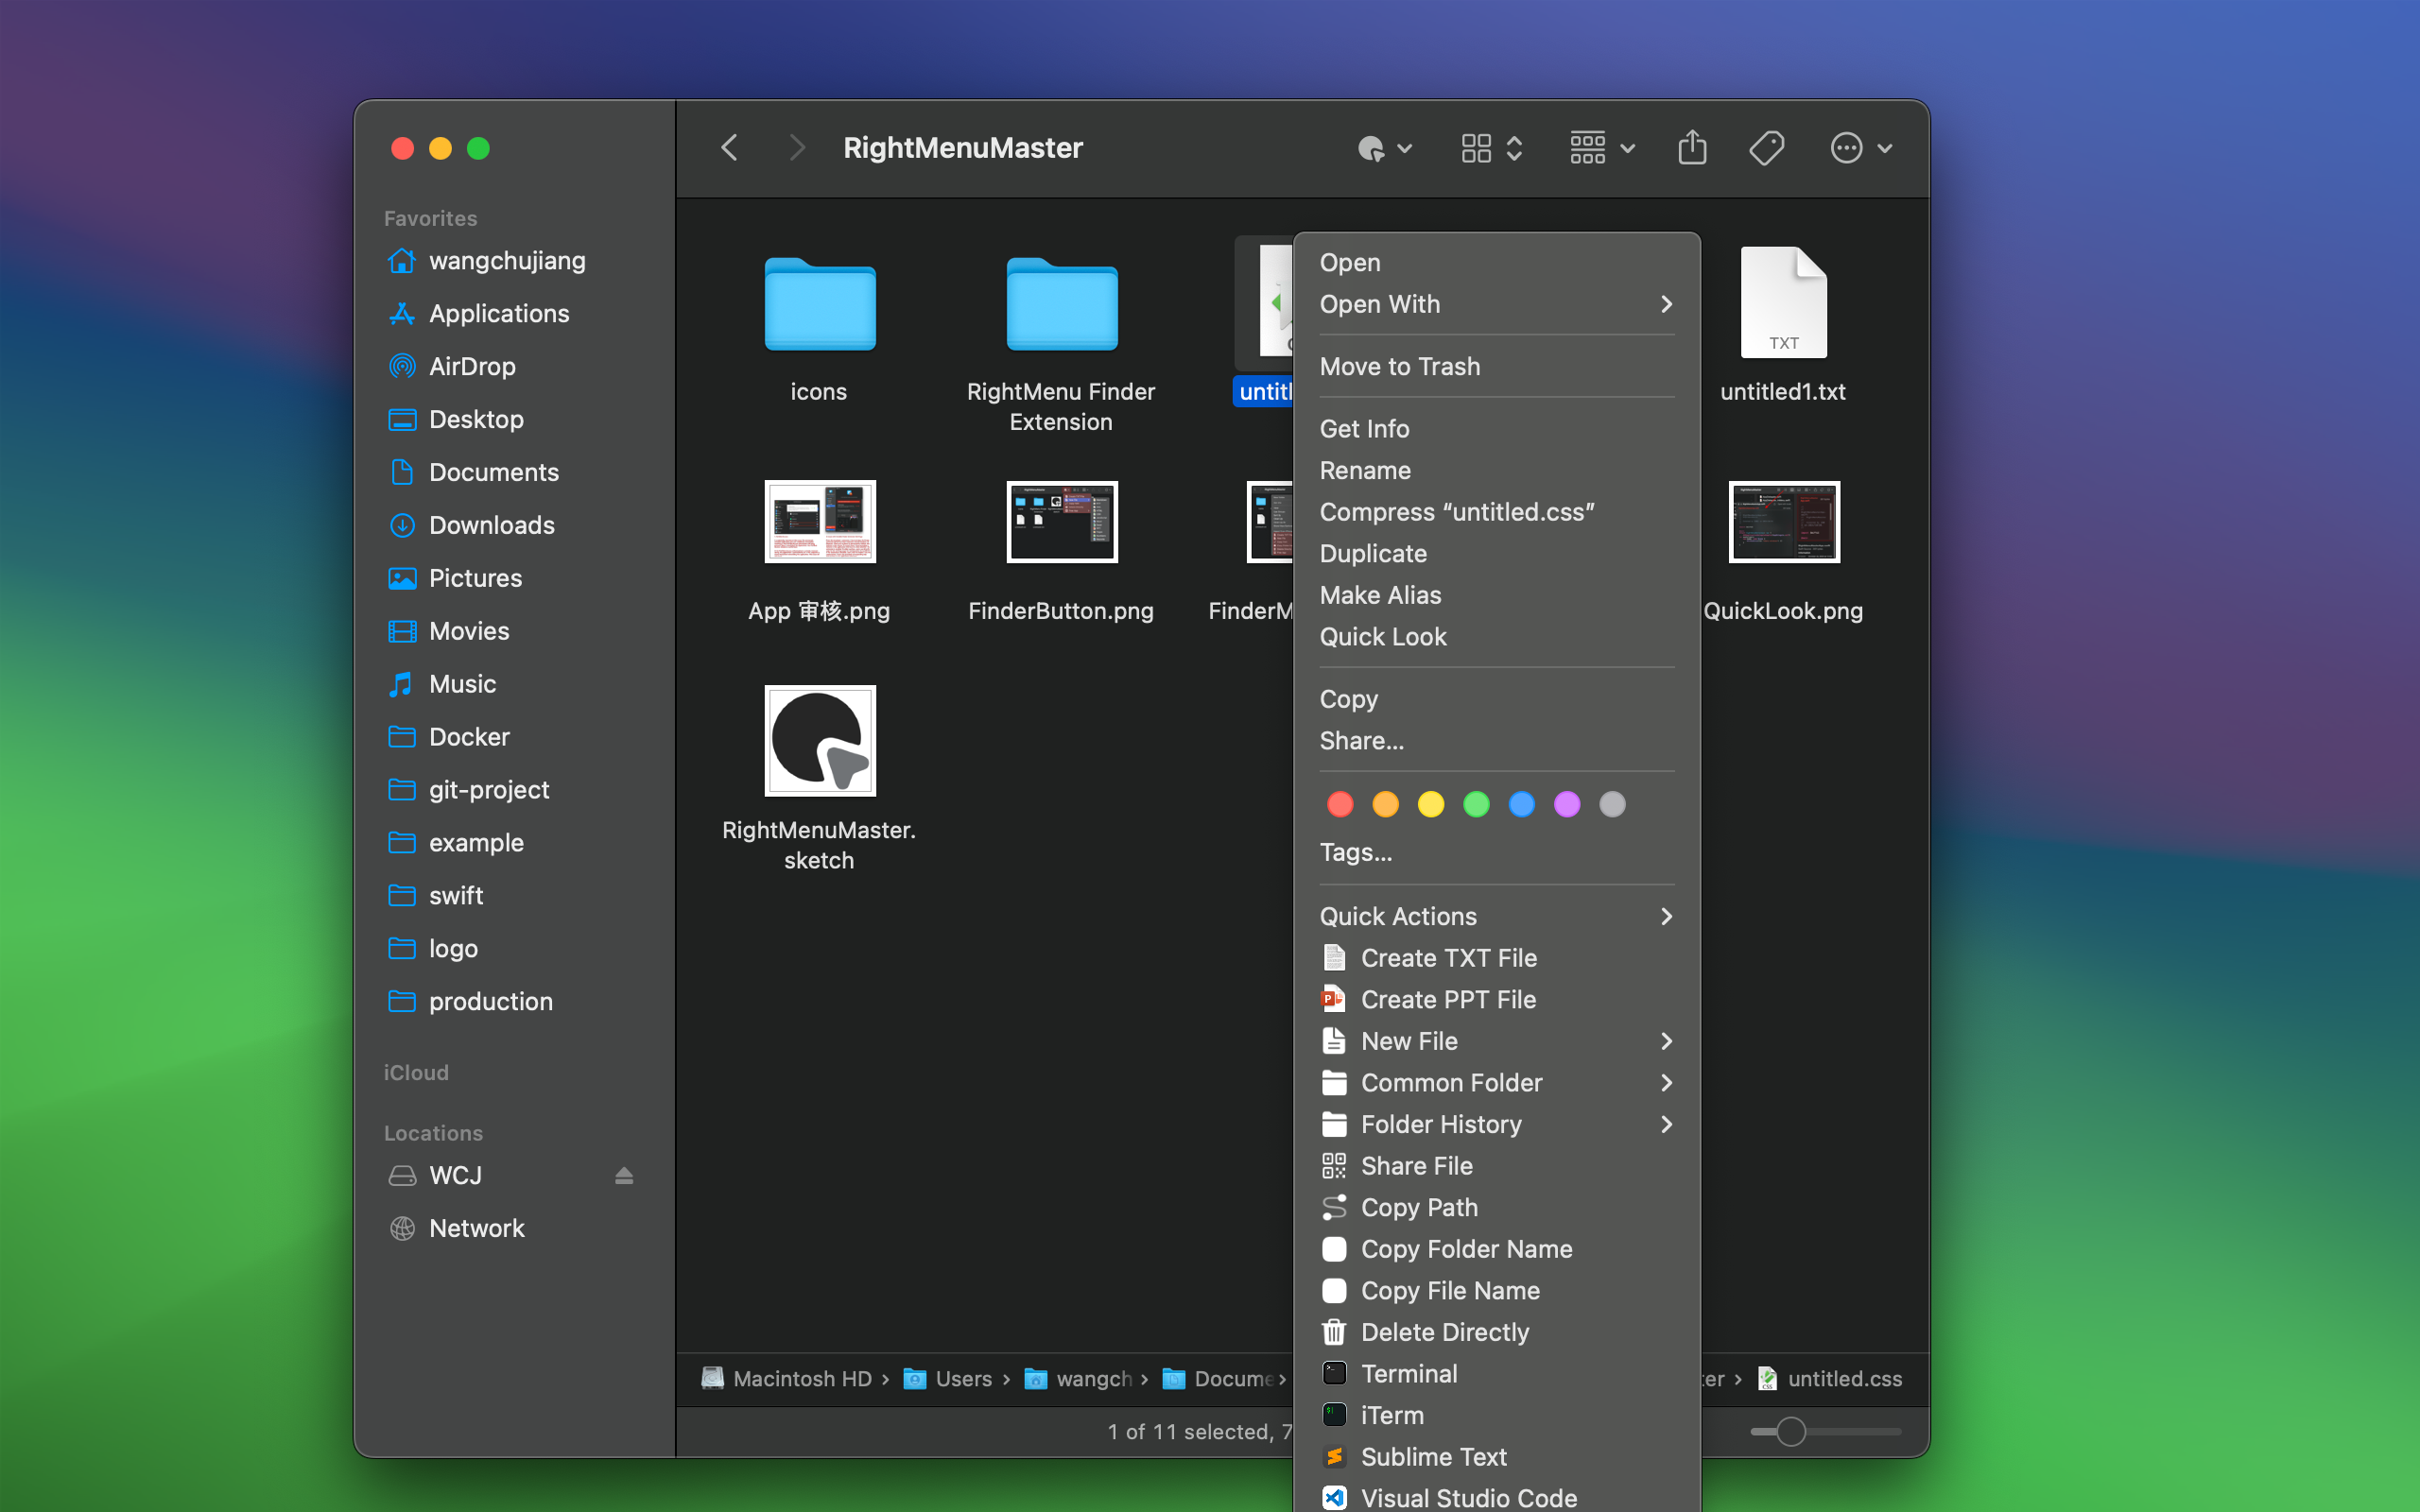 RightMenuMaster
Favorites
wangchujiang
Applications
AirDrop
Desktop
Documents
Downloads
Pictures
Movies
Music
Docker
git-project
example
swift
logo
production
iCloud
Locations
WCJ
Network
icons
RightMenu Finder
Extension
untitl
TXT
untitled1.txt
App 审核.png
FinderButton.png
FinderM
QuickLook.png
RightMenuMaster.
sketch
Open
Open With
Move to Trash
Get Info
Rename
Compress “untitled.css”
Duplicate
Make Alias
Quick Look
Copy
Share...
Tags...
Quick Actions
Create TXT File
Create PPT File
New File
Common Folder
Folder History
Share File
Copy Path
Copy Folder Name
Copy File Name
Delete Directly
Terminal
iTerm
Sublime Text
Visual Studio Code
Macintosh HD › Users › wangch › Docume › ter › untitled.css
1 of 11 selected, 7